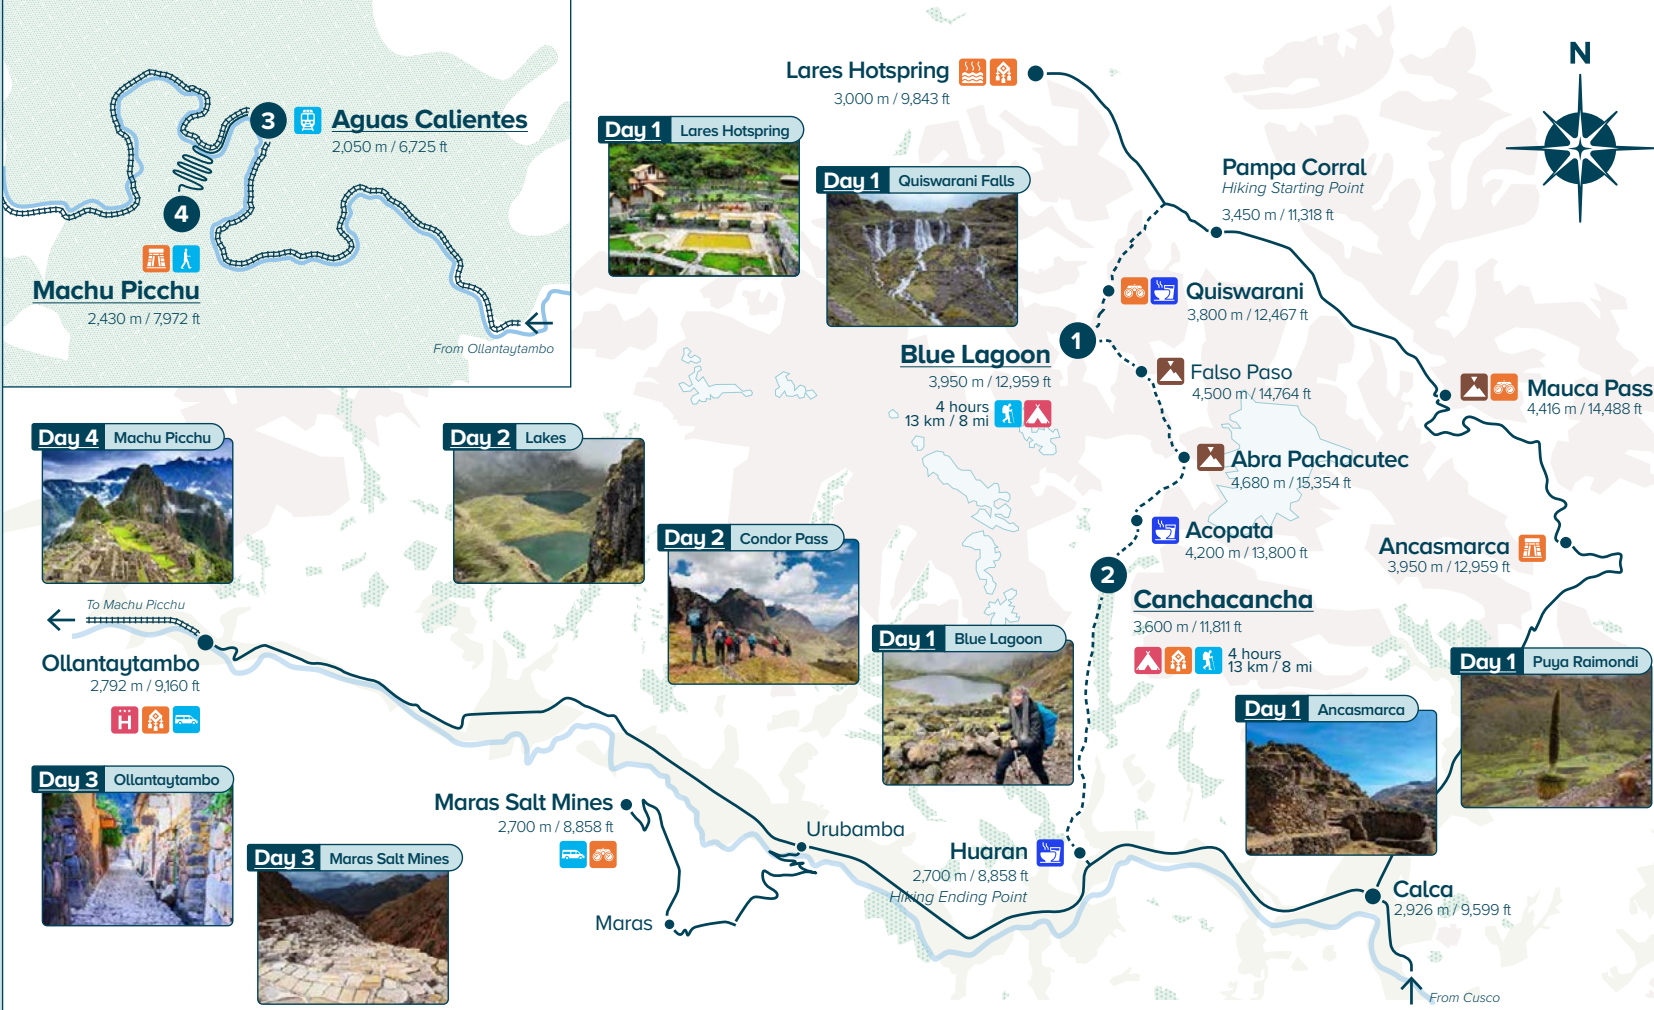 3
Aguas Calientes
2,050 m / 6,725 ft
4
Machu Picchu
2,430 m / 7,972 ft
From Ollantaytambo
Lares Hotspring
3,000 m / 9,843 ft
N
Day 1 Lares Hotspring
Day 1 Quiswarani Falls
Pampa Corral
Hiking Starting Point
3,450 m / 11,318 ft
Quiswarani
3,800 m / 12,467 ft
1
Blue Lagoon
3,950 m / 12,959 ft
4 hours
13 km / 8 mi
Falso Paso
4,500 m / 14,764 ft
Mauca Pass
4,416 m / 14,488 ft
Day 4 Machu Picchu
Day 2 Lakes
Abra Pachacutec
4,680 m / 15,354 ft
Day 2 Condor Pass
Acopata
4,200 m / 13,800 ft
Ancasmarca
3,950 m / 12,959 ft
2
Canchacancha
3,600 m / 11,811 ft
4 hours
13 km / 8 mi
To Machu Picchu
Ollantaytambo
2,792 m / 9,160 ft
H
Day 1 Blue Lagoon
Day 1 Puya Raimondi
Day 1 Ancasmarca
Day 3 Ollantaytambo
Maras Salt Mines
2,700 m / 8,858 ft
Urubamba
Day 3 Maras Salt Mines
Huaran
2,700 m / 8,858 ft
Hiking Ending Point
Maras
Calca
2,926 m / 9,599 ft
From Cusco